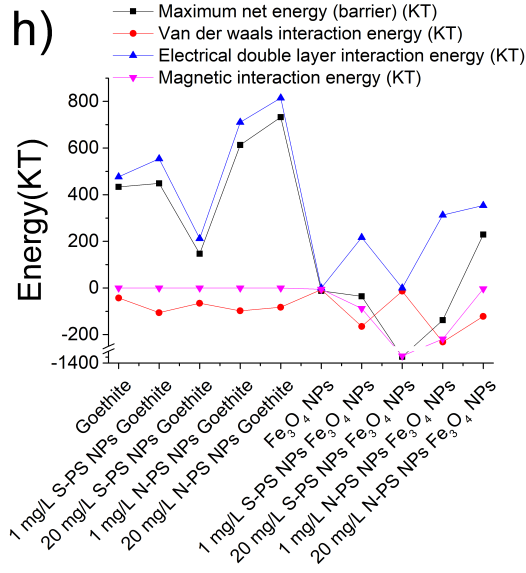 h)
Maximum net energy (barrier) (KT)
Van der waals interaction energy (KT)
Electrical double layer interaction energy (KT)
Magnetic interaction energy (KT)
Energy(KT)
800
600
400
200
0
-200
-1400
Goethite
1 mg/L S-PS NPs Goethite
20 mg/L S-PS NPs Goethite
1 mg/L N-PS NPs Goethite
20 mg/L N-PS NPs Goethite
Fe₃O₄ NPs
1 mg/L S-PS NPs Fe₃O₄ NPs
20 mg/L S-PS NPs Fe₃O₄ NPs
1 mg/L N-PS NPs Fe₃O₄ NPs
20 mg/L N-PS NPs Fe₃O₄ NPs